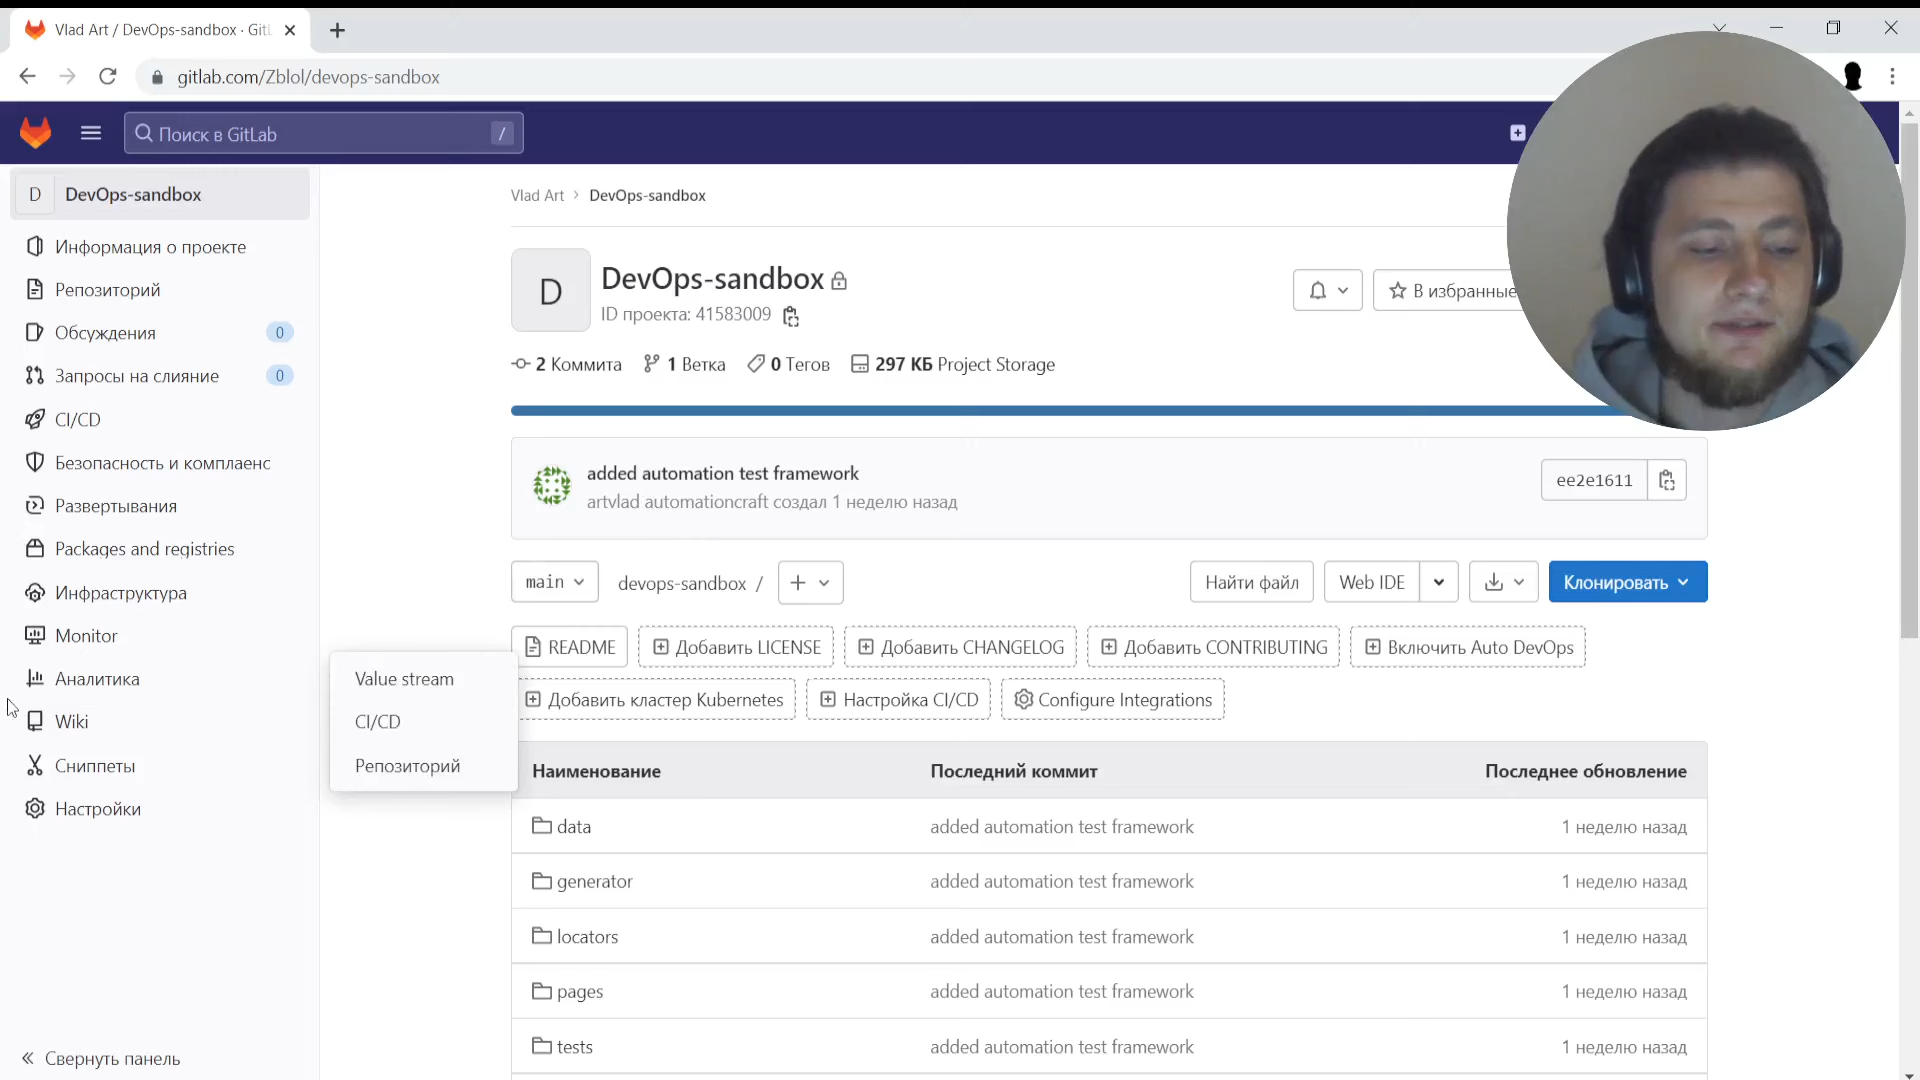 Vlad Art / DevOps-sandbox · GitL
gitlab.com/Zblol/devops-sandbox
Поиск в GitLab
/
D DevOps-sandbox
Информация о проекте
Репозиторий
Обсуждения 0
Запросы на слияние 0
CI/CD
Безопасность и комплаенс
Развертывания
Packages and registries
Инфраструктура
Monitor
Аналитика
Wiki
Сниппеты
Настройки
Свернуть панель
Value stream
CI/CD
Репозиторий
Vlad Art > DevOps-sandbox
D
DevOps-sandbox
ID проекта: 41583009
В избранные
2 Коммита 1 Ветка 0 Тегов 297 КБ Project Storage
added automation test framework
artvlad automationcraft создал 1 неделю назад
ee2e1611
main devops-sandbox / + Найти файл Web IDE Клонировать
README Добавить LICENSE Добавить CHANGELOG Добавить CONTRIBUTING Включить Auto DevOps
Добавить кластер Kubernetes Настройка CI/CD Configure Integrations
Наименование Последний коммит Последнее обновление
data added automation test framework 1 неделю назад
generator added automation test framework 1 неделю назад
locators added automation test framework 1 неделю назад
pages added automation test framework 1 неделю назад
tests added automation test framework 1 неделю назад